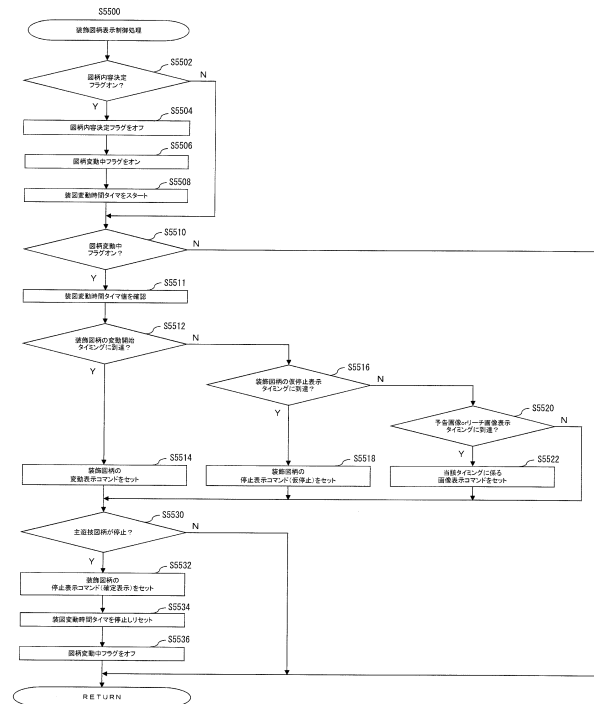 S5500
装飾図柄表示制御処理
S5502
図柄内容決定
フラグオン？
N
Y
S5504
図柄内容決定フラグをオフ
S5506
図柄変動中フラグをオン
S5508
装図変動時間タイマをスタート
S5510
図柄変動中
フラグオン？
N
Y
S5511
装図変動時間タイマ値を確認
S5512
装飾図柄の変動開始
タイミングに到達？
N
Y
S5516
装飾図柄の仮停止表示
タイミングに到達？
N
Y
S5520
予告画像orリーチ画像表示
タイミングに到達？
N
Y
S5514
装飾図柄の
変動表示コマンドをセット
S5518
装飾図柄の
停止表示コマンド(仮停止)をセット
S5522
当該タイミングに係る
画像表示コマンドをセット
S5530
主遊技図柄が停止？
N
Y
S5532
装飾図柄の
停止表示コマンド(確定表示)をセット
S5534
装図変動時間タイマを停止しリセット
S5536
図柄変動中フラグをオフ
RETURN